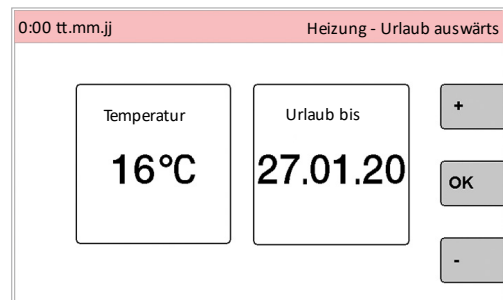 0:00 tt.mm.jj Heizung - Urlaub auswärts
Temperatur
16°C
Urlaub bis
27.01.20
+
OK
-